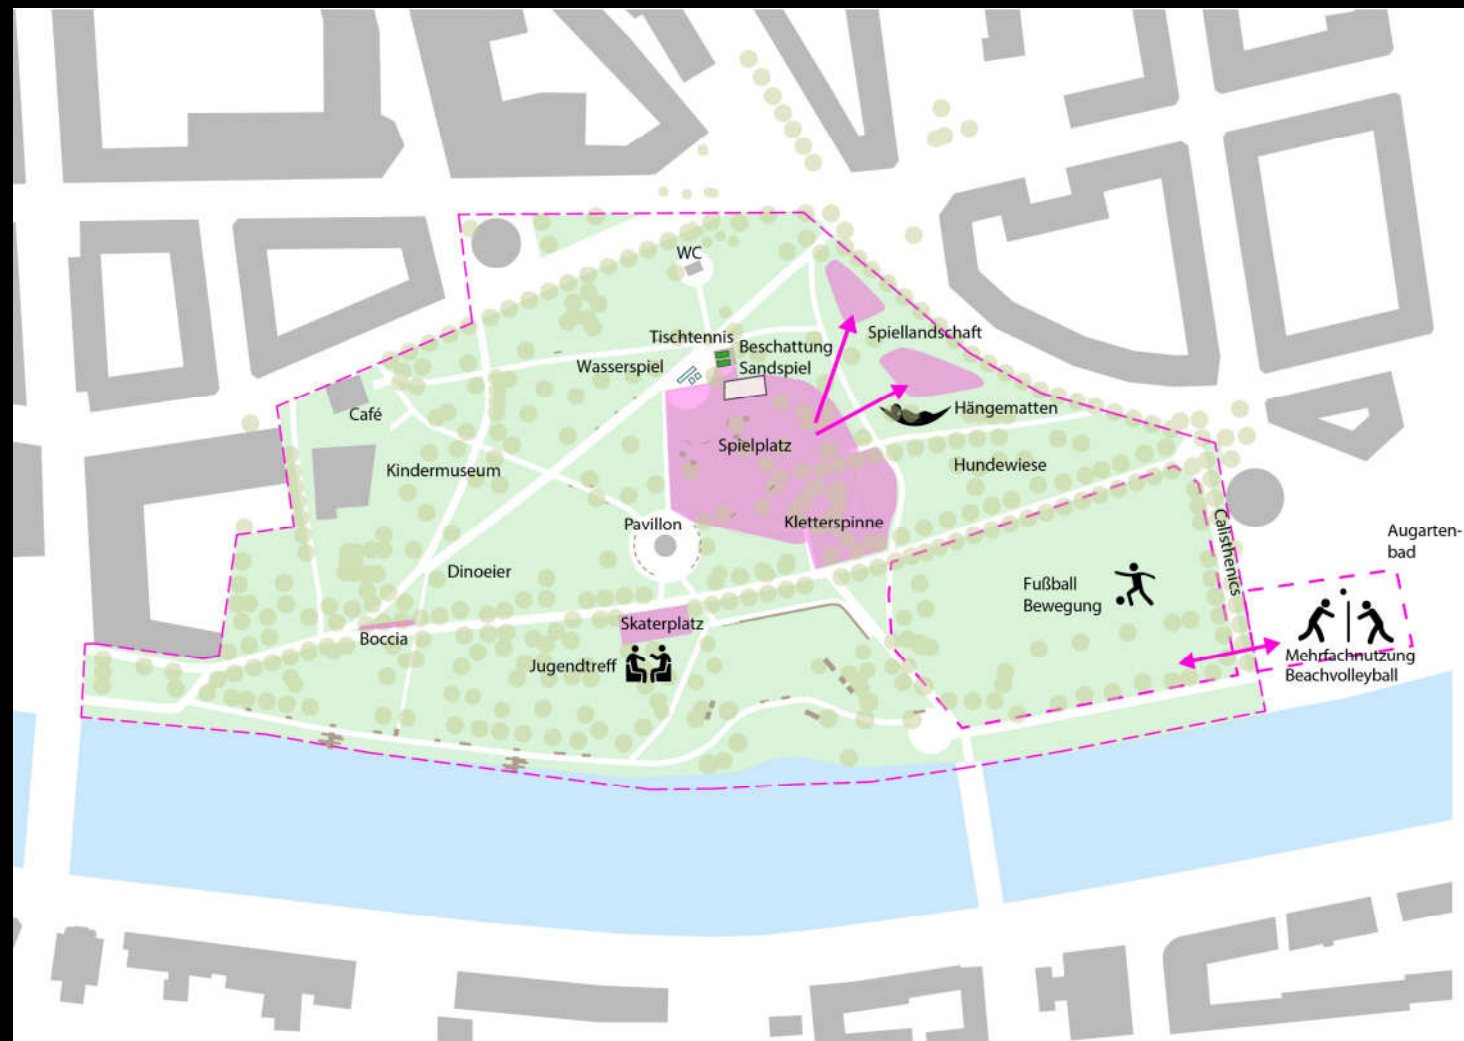 WC
Tischtennis
Beschattung
Sandspiel
Wasserspiel
Spiellandschaft
Café
Hängematten
Spielplatz
Kindermuseum
Hundewiese
Pavillon
Kletterspinne
Calisthenics
Augarten-
bad
Dinoeier
Fußball
Bewegung
Boccia
Skaterplatz
Jugendtreff
Mehrfachnutzung
Beachvolleyball